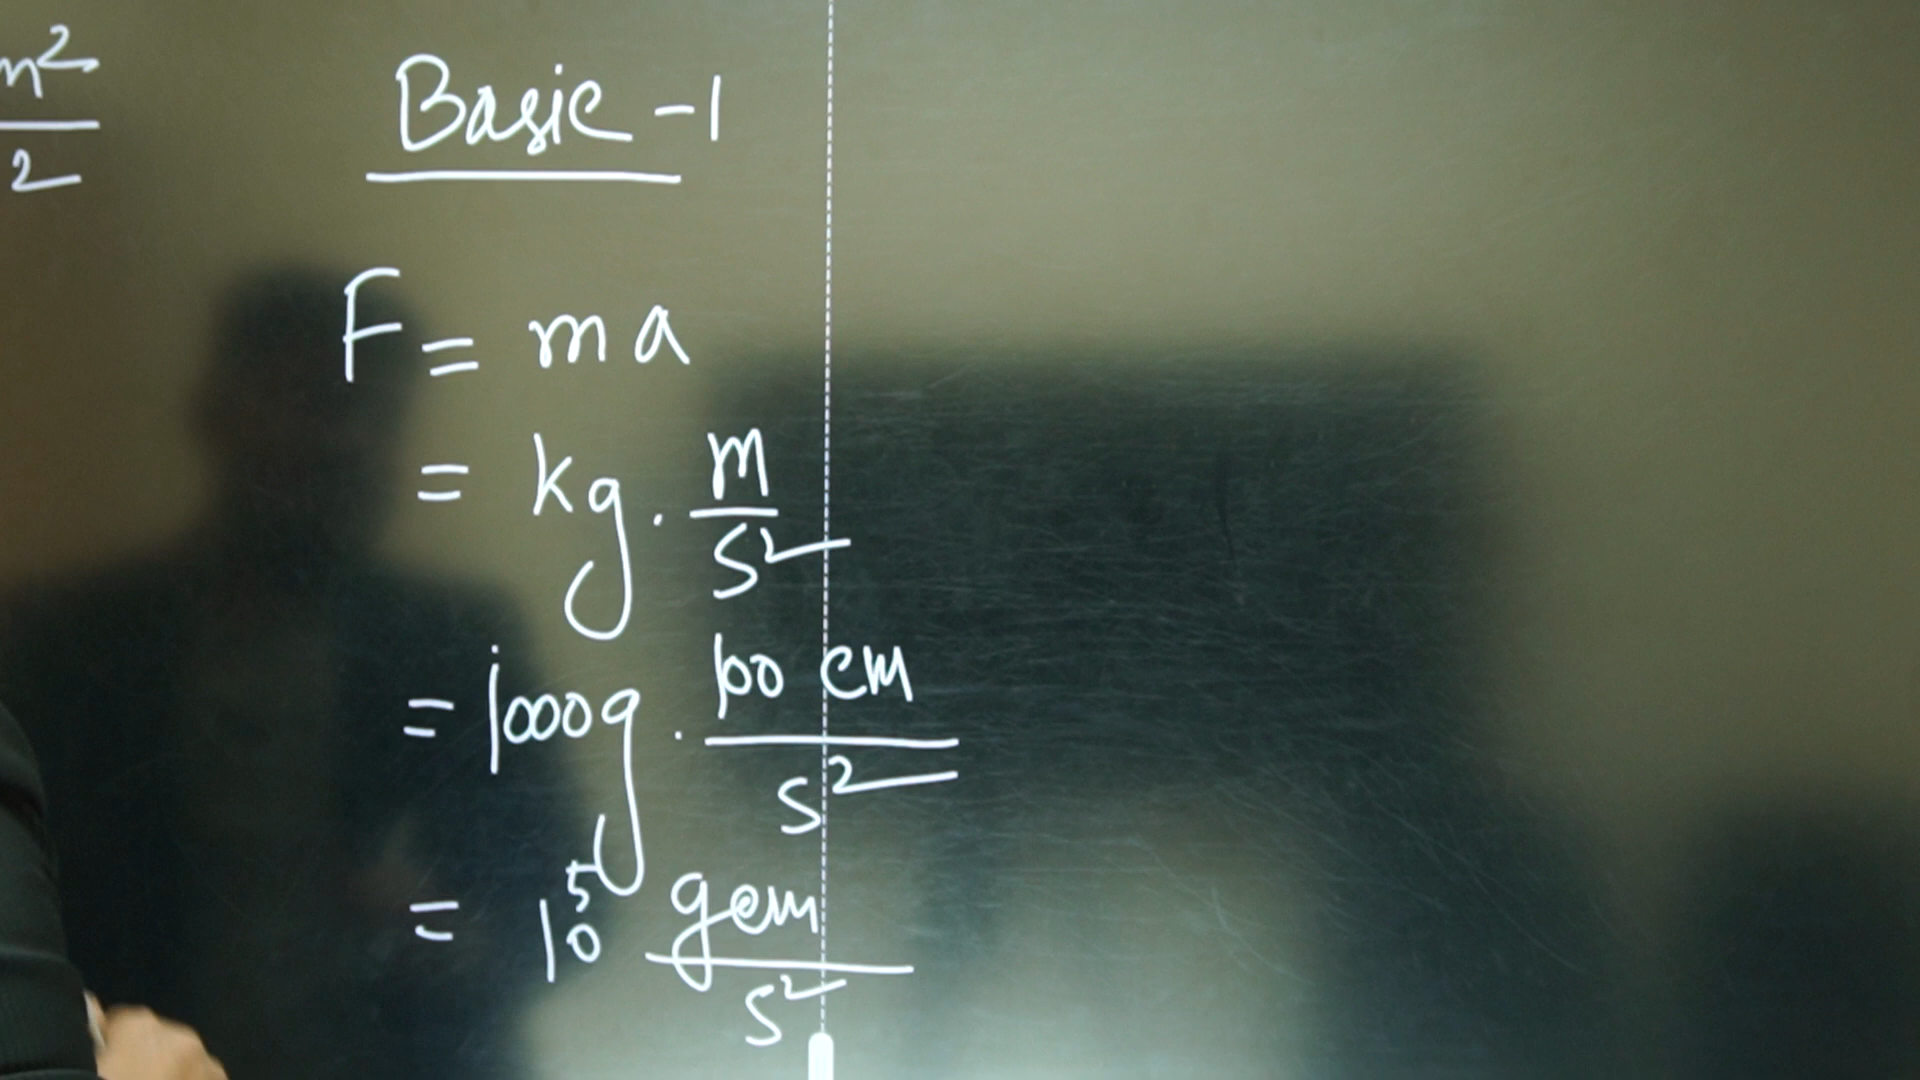 m²/2
Basic - 1
F = ma
= kg . m/s²
= 1000g . 100 cm/s²
= 10⁵ gcm/s²